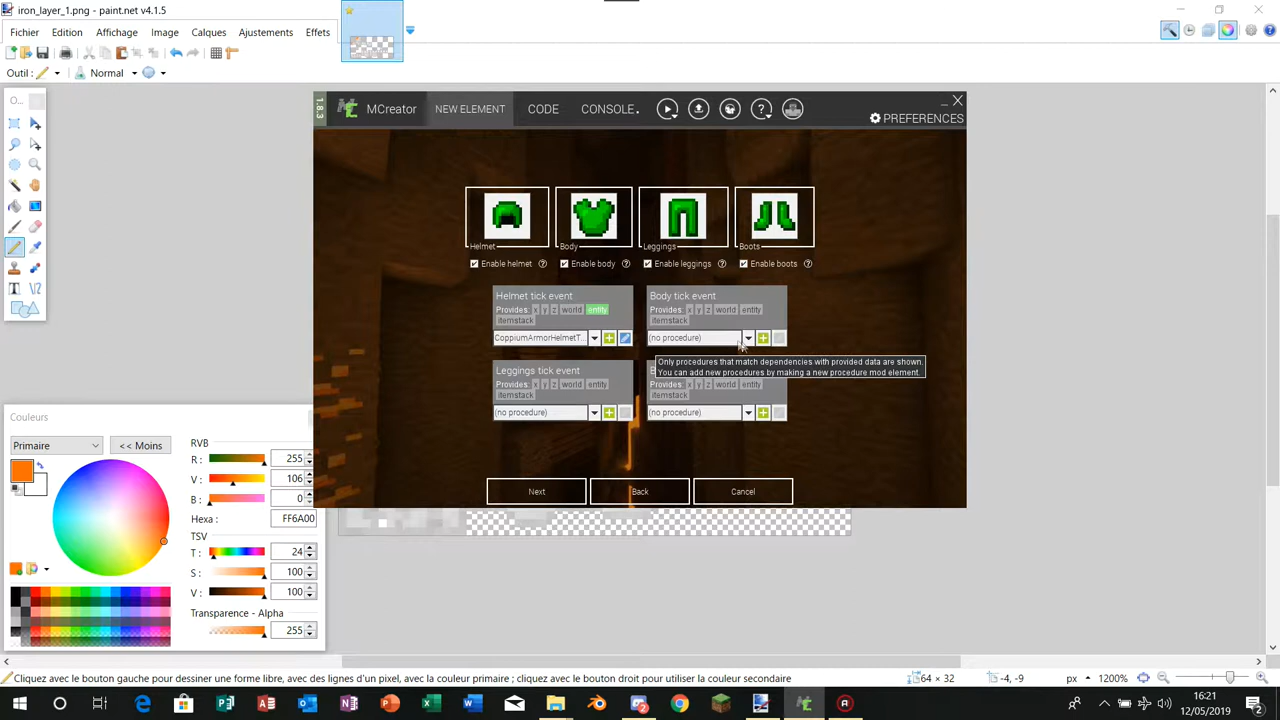 iron_layer_1.png - paint.net v4.1.5
Fichier Edition Affichage Image Calques Ajustements Effets
Outil : Normal
O...
1.8.3 MCreator NEW ELEMENT CODE CONSOLE. PREFERENCES
Helmet Body Leggings Boots
Enable helmet Enable body Enable leggings Enable boots
Helmet tick event Body tick event
Provides: x y z world entity Provides: x y z world entity
itemstack itemstack
CoppiumArmorHelmetT... (no procedure)
Only procedures that match dependencies with provided data are shown.
You can add new procedures by making a new procedure mod element.
Leggings tick event
Provides: x y z world entity Provides: x y z world entity
itemstack itemstack
(no procedure) (no procedure)
Next Back Cancel
Couleurs
Primaire << Moins
RVB
R : 255
V : 106
B : 0
Hexa : FF6A00
TSV
T : 24
S : 100
V : 100
Transparence - Alpha
255
Cliquez avec le bouton gauche pour dessiner une forme libre, avec des lignes d'un pixel, avec la couleur primaire ; cliquez avec le bouton droit pour utiliser la couleur secondaire 64 × 32 -4, -9 px 1200%
16:21
12/05/2019
2